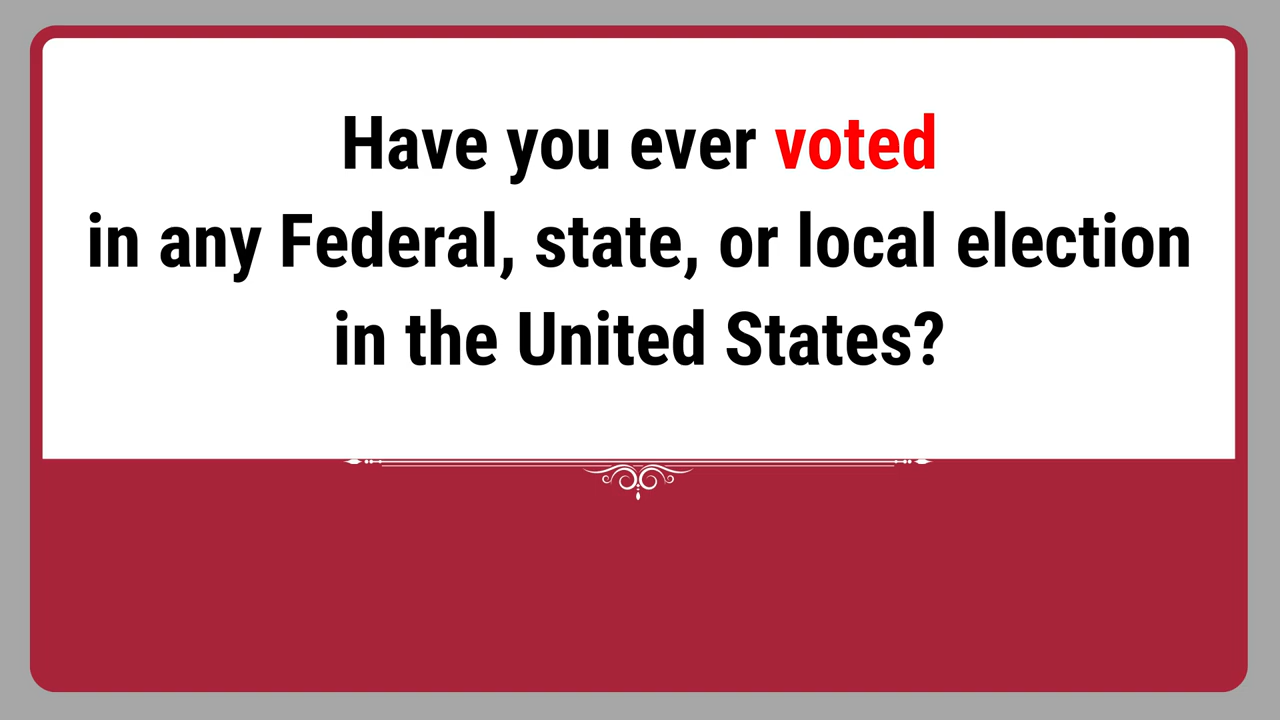 Have you ever voted
in any Federal, state, or local election
in the United States?